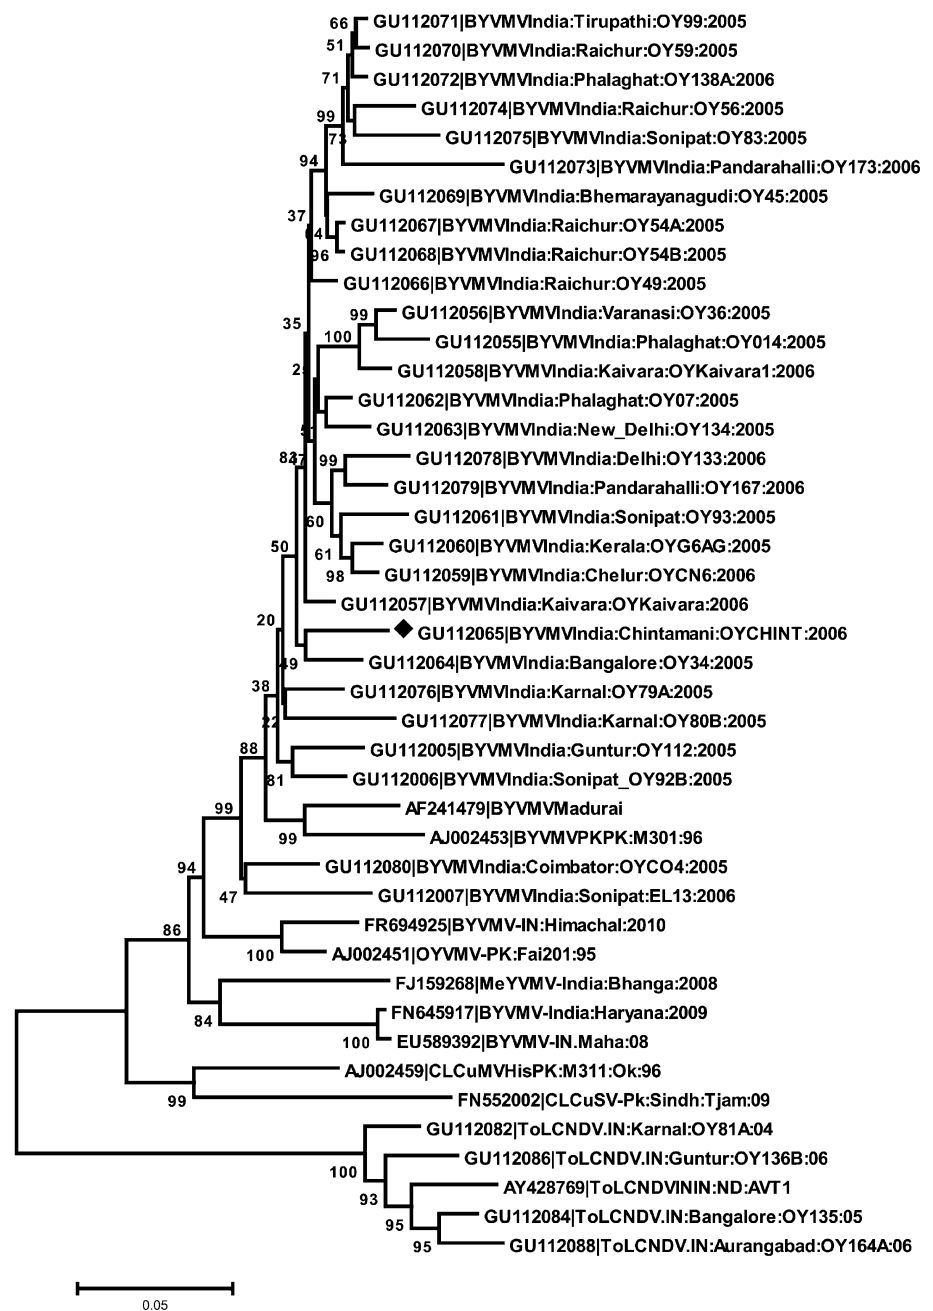 66
GU112071|BYVMVIndia:Tirupathi:OY99:2005
51
GU112070|BYVMVIndia:Raichur:OY59:2005
71
GU112072|BYVMVIndia:Phalaghat:OY138A:2006
GU112074|BYVMVIndia:Raichur:OY56:2005
99
73
GU112075|BYVMVIndia:Sonipat:OY83:2005
94
GU112073|BYVMVIndia:Pandarahalli:OY173:2006
GU112069|BYVMVIndia:Bhemarayanagudi:OY45:2005
37
GU112067|BYVMVIndia:Raichur:OY54A:2005
96
GU112068|BYVMVIndia:Raichur:OY54B:2005
GU112066|BYVMVIndia:Raichur:OY49:2005
99
GU112056|BYVMVIndia:Varanasi:OY36:2005
35
100
GU112055|BYVMVIndia:Phalaghat:OY014:2005
GU112058|BYVMVIndia:Kaivara:OYKaivara1:2006
GU112062|BYVMVIndia:Phalaghat:OY07:2005
GU112063|BYVMVIndia:New_Delhi:OY134:2005
99
GU112078|BYVMVIndia:Delhi:OY133:2006
GU112079|BYVMVIndia:Pandarahalli:OY167:2006
60
GU112061|BYVMVIndia:Sonipat:OY93:2005
50
61
GU112060|BYVMVIndia:Kerala:OYG6AG:2005
98
GU112059|BYVMVIndia:Chelur:OYCN6:2006
GU112057|BYVMVIndia:Kaivara:OYKaivara:2006
20
GU112065|BYVMVIndia:Chintamani:OYCHINT:2006
49
GU112064|BYVMVIndia:Bangalore:OY34:2005
38
GU112076|BYVMVIndia:Karnal:OY79A:2005
22
GU112077|BYVMVIndia:Karnal:OY80B:2005
88
GU112005|BYVMVIndia:Guntur:OY112:2005
81
GU112006|BYVMVIndia:Sonipat_OY92B:2005
99
AF241479|BYVMVMadurai
99
AJ002453|BYVMVPKPK:M301:96
94
GU112080|BYVMVIndia:Coimbator:OYCO4:2005
47
GU112007|BYVMVIndia:Sonipat:EL13:2006
86
FR694925|BYVMV-IN:Himachal:2010
100
AJ002451|OYVMV-PK:Fai201:95
FJ159268|MeYVMV-India:Bhanga:2008
84
FN645917|BYVMV-India:Haryana:2009
100
EU589392|BYVMV-IN.Maha:08
AJ002459|CLCuMVHisPK:M311:Ok:96
99
FN552002|CLCuSV-Pk:Sindh:Tjam:09
GU112082|ToLCNDV.IN:Karnal:OY81A:04
100
GU112086|ToLCNDV.IN:Guntur:OY136B:06
93
AY428769|ToLCNDVININ:ND:AVT1
95
GU112084|ToLCNDV.IN:Bangalore:OY135:05
95
GU112088|ToLCNDV.IN:Aurangabad:OY164A:06
0.05